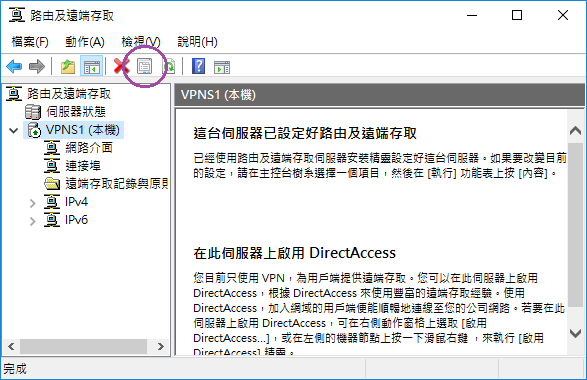 路由及遠端存取
檔案(F) 動作(A) 檢視(V) 說明(H)
路由及遠端存取
伺服器狀態
VPNS1 (本機)
網路介面
連接埠
遠端存取記錄與原則
IPv4
IPv6
VPNS1 (本機)
這台伺服器已設定好路由及遠端存取
已經使用路由及遠端存取伺服器安裝精靈設定好這台伺服器。如果要改變目前
的設定，請在主控台樹系選擇一個項目，然後在 [執行] 功能表上按 [內容]。
在此伺服器上啟用 DirectAccess
您目前只使用 VPN，為用戶端提供遠端存取。您可以在此伺服器上啟用
DirectAccess，根據 DirectAccess 來使用豐富的遠端存取經驗。使用
DirectAccess，加入網域的用戶端便能順暢地連線至您的公司網路。若要在此
伺服器上啟用 DirectAccess，可在右側動作窗格上選取 [啟用
DirectAccess...]，或在左側的機器節點上按一下滑鼠右鍵 ，來執行 [啟用
DirectAccess] 精靈。
完成